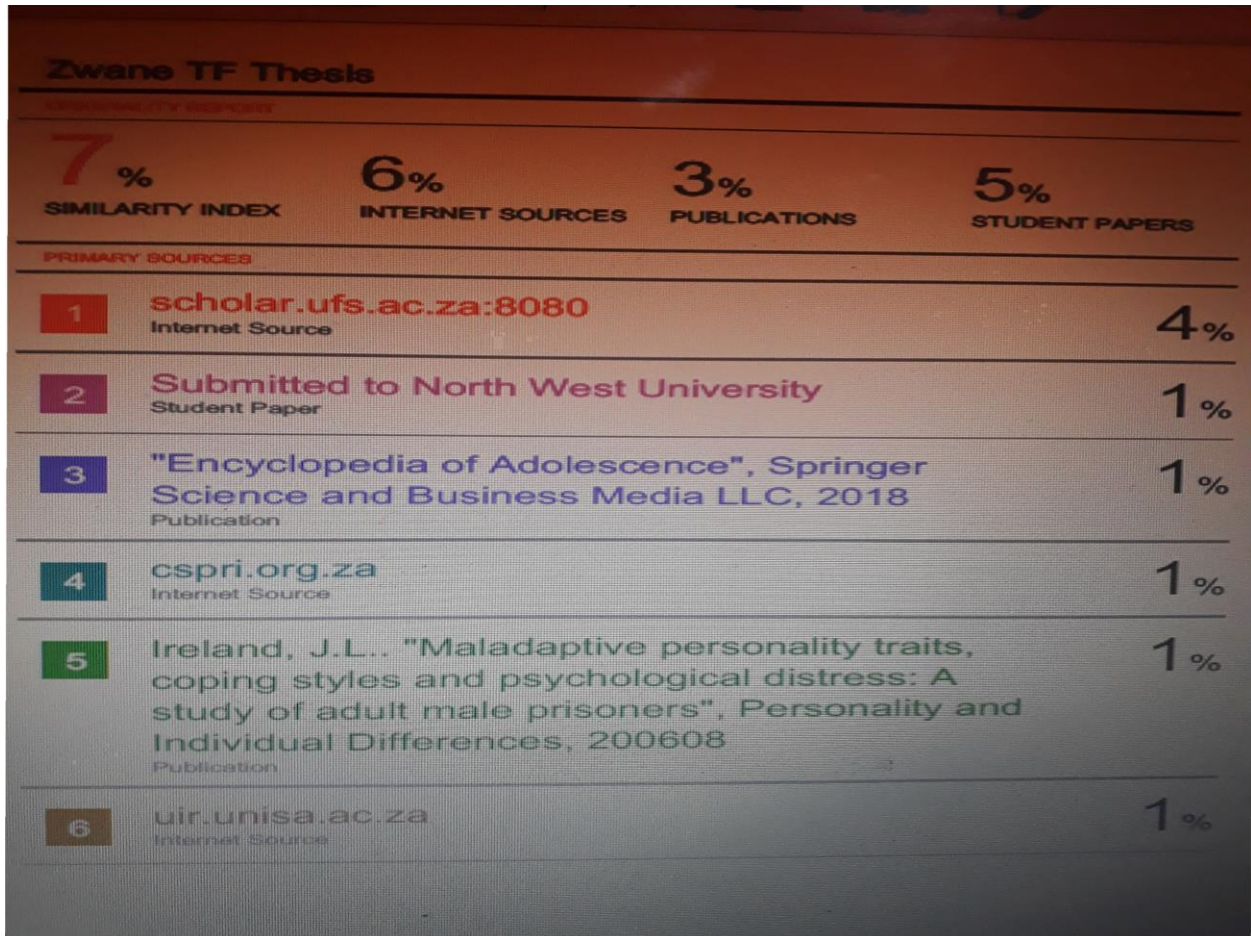 Zwane TF Thesis
ORIGINALITY REPORT
7%
SIMILARITY INDEX
6%
INTERNET SOURCES
3%
PUBLICATIONS
5%
STUDENT PAPERS
PRIMARY SOURCES
1
scholar.ufs.ac.za:8080
Internet Source
4%
2
Submitted to North West University
Student Paper
1%
3
"Encyclopedia of Adolescence", Springer
Science and Business Media LLC, 2018
Publication
1%
4
cspri.org.za
Internet Source
1%
5
Ireland, J.L.. "Maladaptive personality traits,
coping styles and psychological distress: A
study of adult male prisoners", Personality and
Individual Differences, 200608
Publication
1%
6
uir.unisa.ac.za
Internet Source
1%